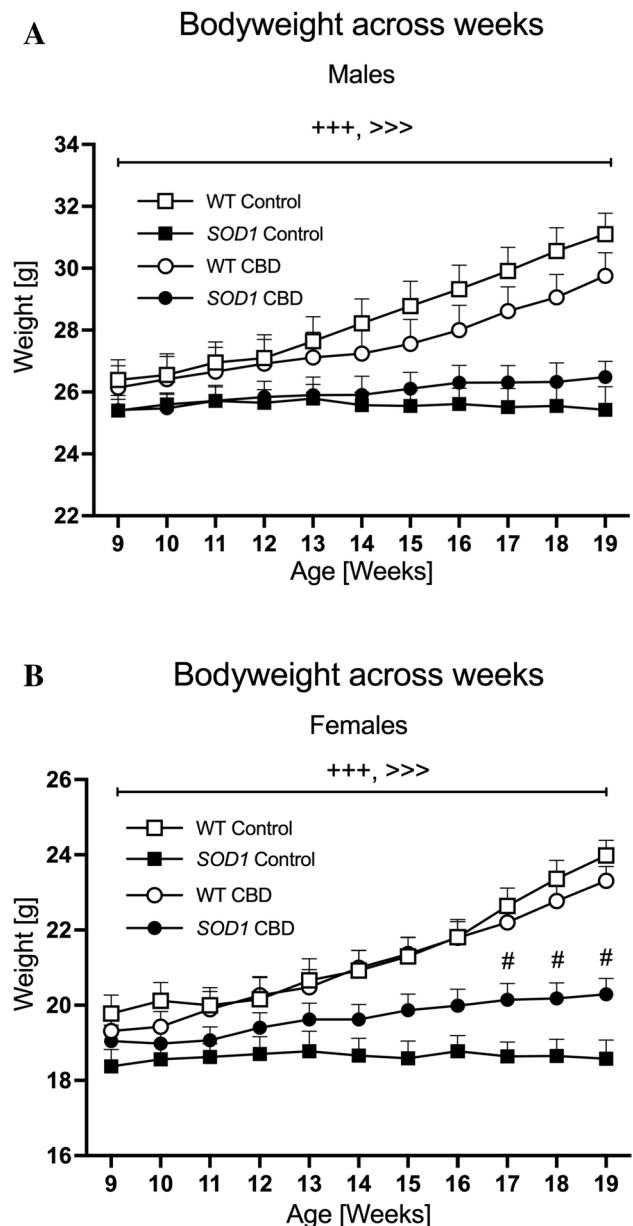 A
Bodyweight across weeks
Males
+++, >>>
34
32
30
28
26
24
22
Weight [g]
WT Control
SOD1 Control
WT CBD
SOD1 CBD
9 10 11 12 13 14 15 16 17 18 19
Age [Weeks]
B
Bodyweight across weeks
Females
+++, >>>
26
24
22
20
18
16
Weight [g]
WT Control
SOD1 Control
WT CBD
SOD1 CBD
# # #
9 10 11 12 13 14 15 16 17 18 19
Age [Weeks]